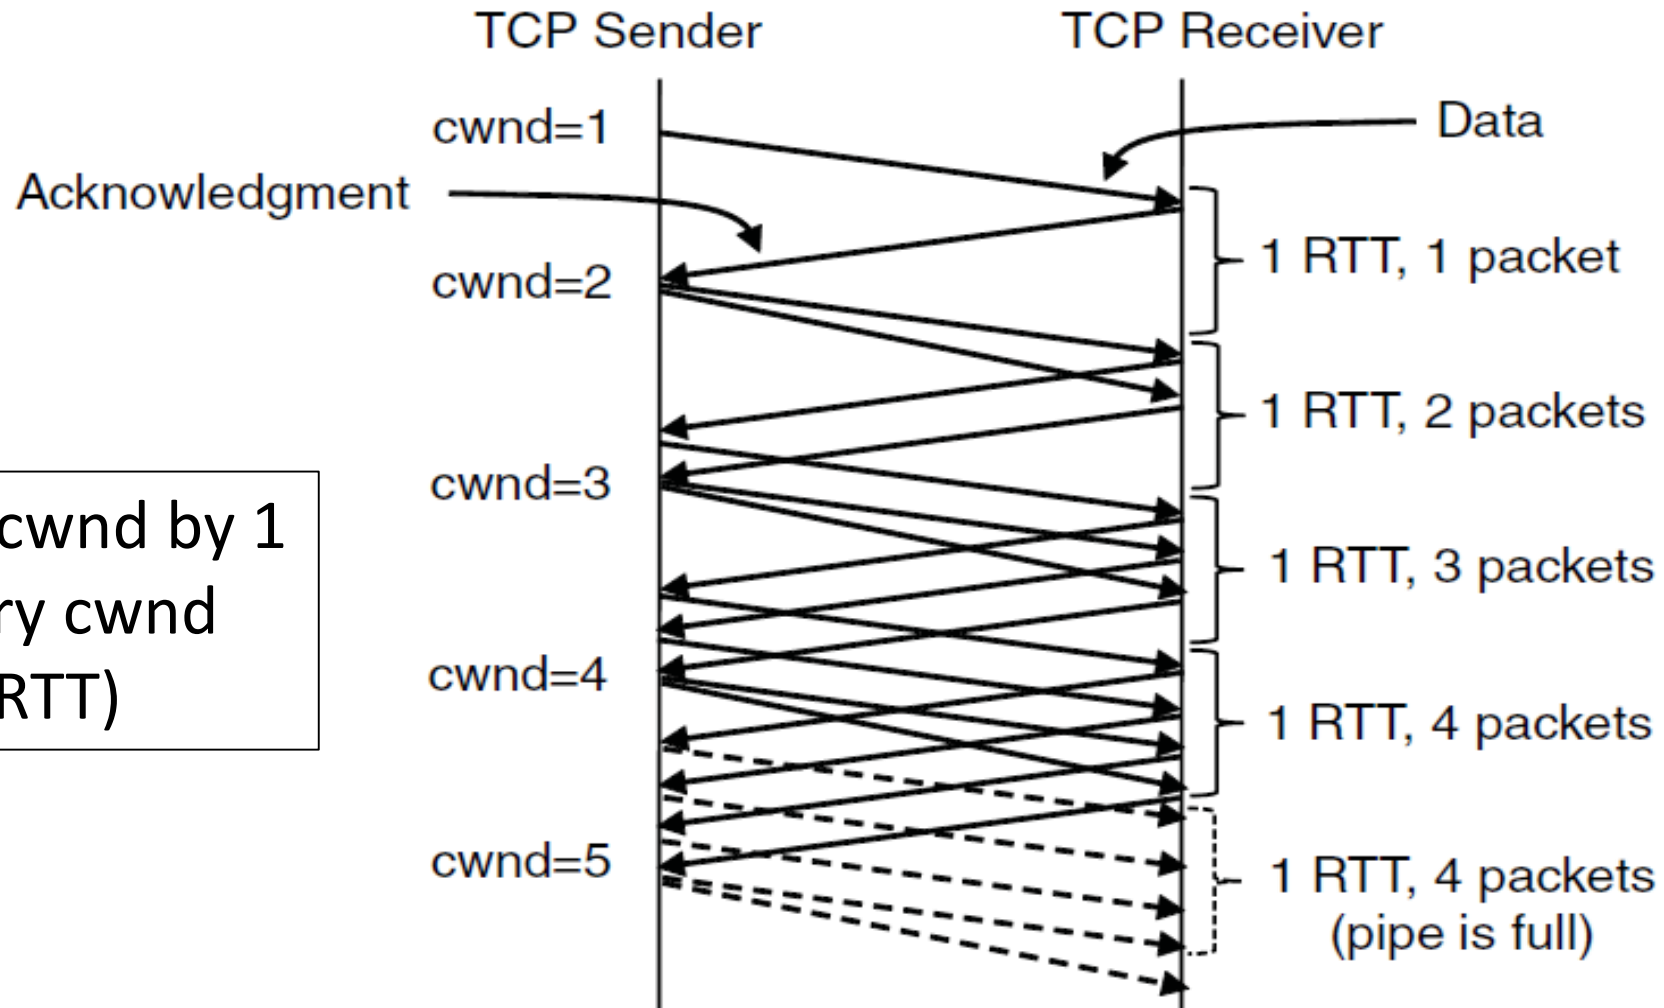 TCP Sender
TCP Receiver
cwnd=1
Data
Acknowledgment
1 RTT, 1 packet
cwnd=2
1 RTT, 2 packets
cwnd=3
cwnd by 1
ry cwnd
RTT)
1 RTT, 3 packets
cwnd=4
1 RTT, 4 packets
cwnd=5
1 RTT, 4 packets
(pipe is full)